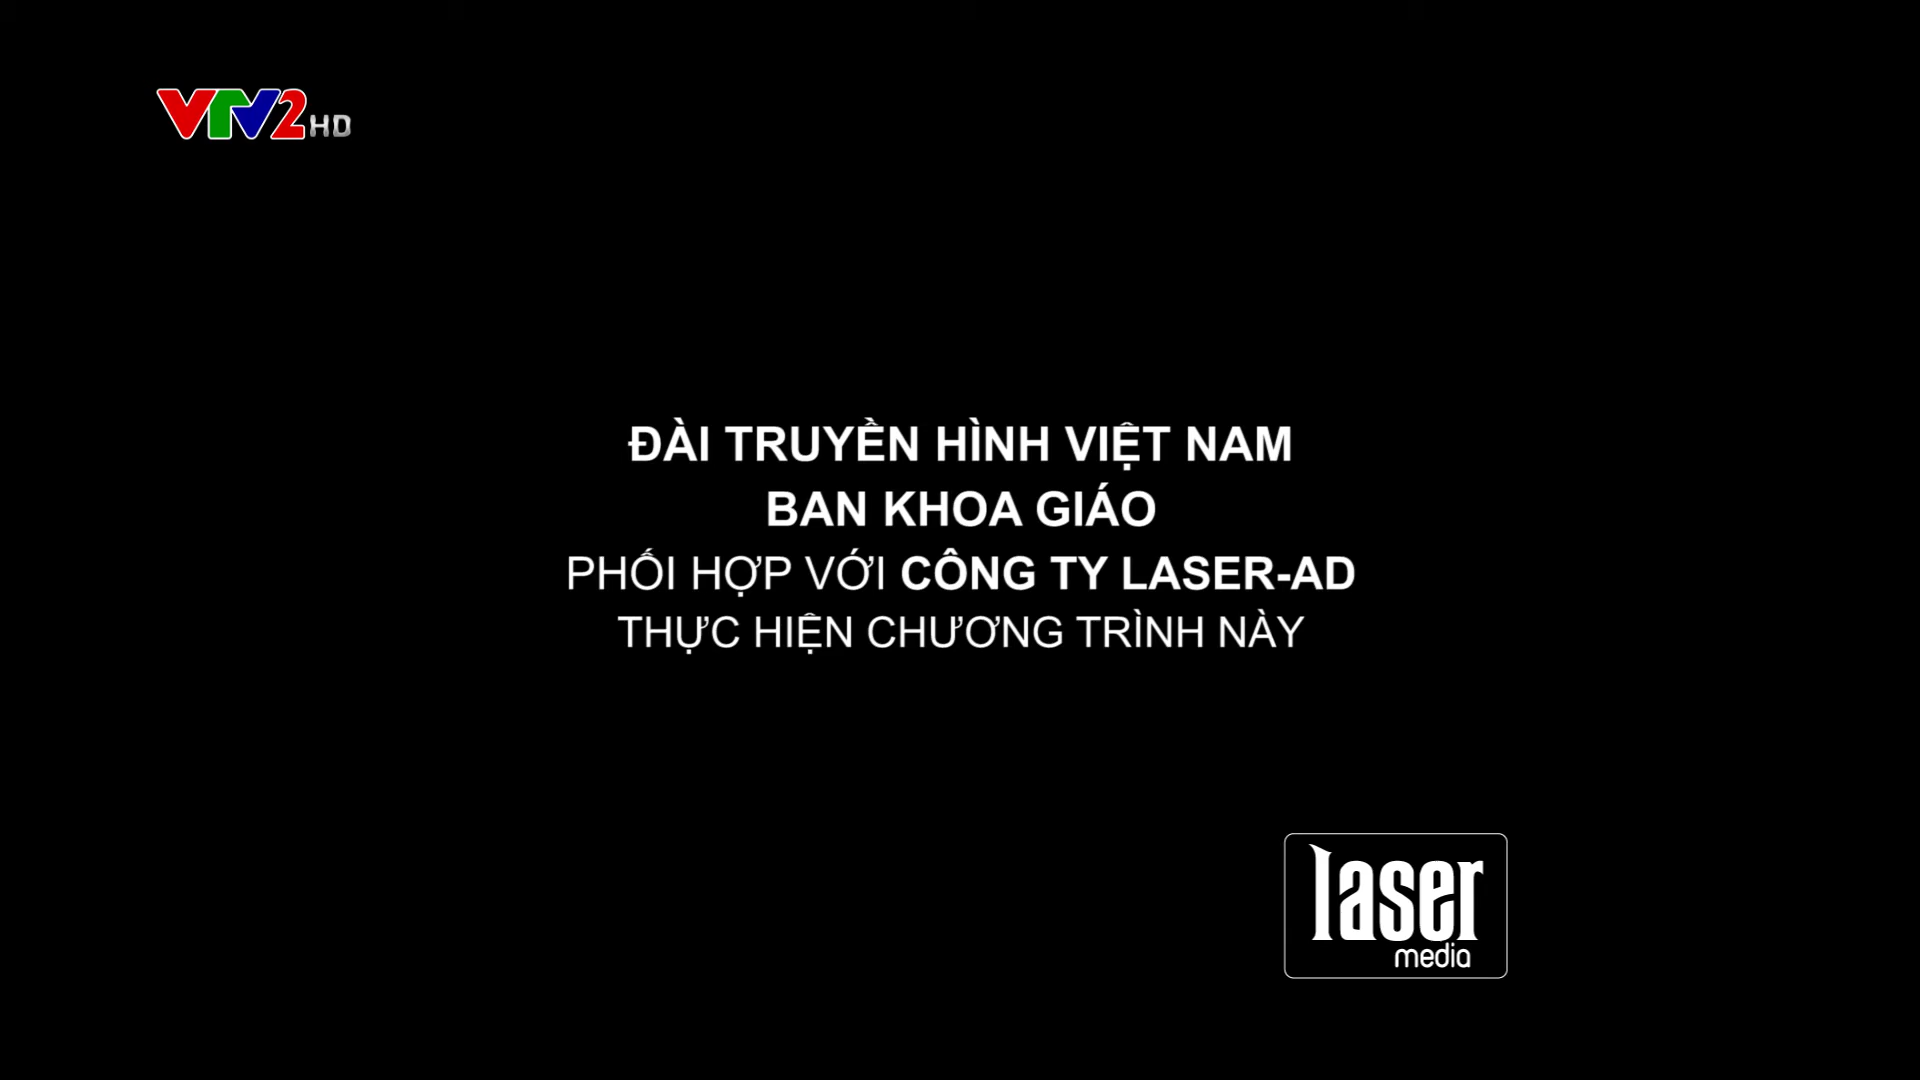 VTV2 HD
ĐÀI TRUYỀN HÌNH VIỆT NAM
BAN KHOA GIÁO
PHỐI HỢP VỚI CÔNG TY LASER-AD
THỰC HIỆN CHƯƠNG TRÌNH NÀY
laser
media